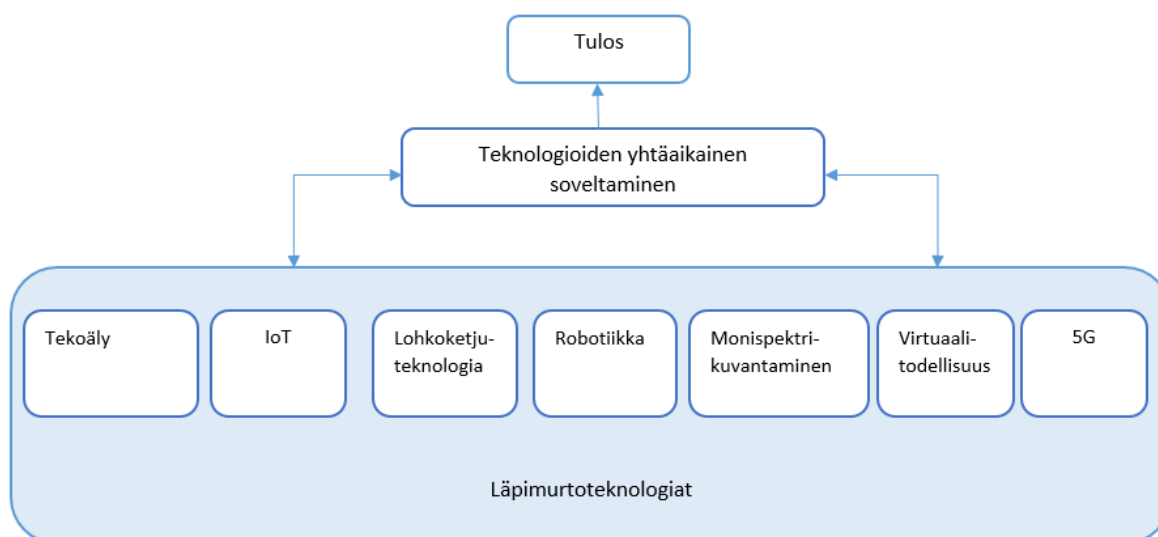 Tulos
Teknologioiden yhtäaikainen
soveltaminen
Tekoäly
IoT
Lohkoketju-
teknologia
Robotiikka
Monispektri-
kuvantaminen
Virtuaali-
todellisuus
5G
Läpimurtoteknologiat